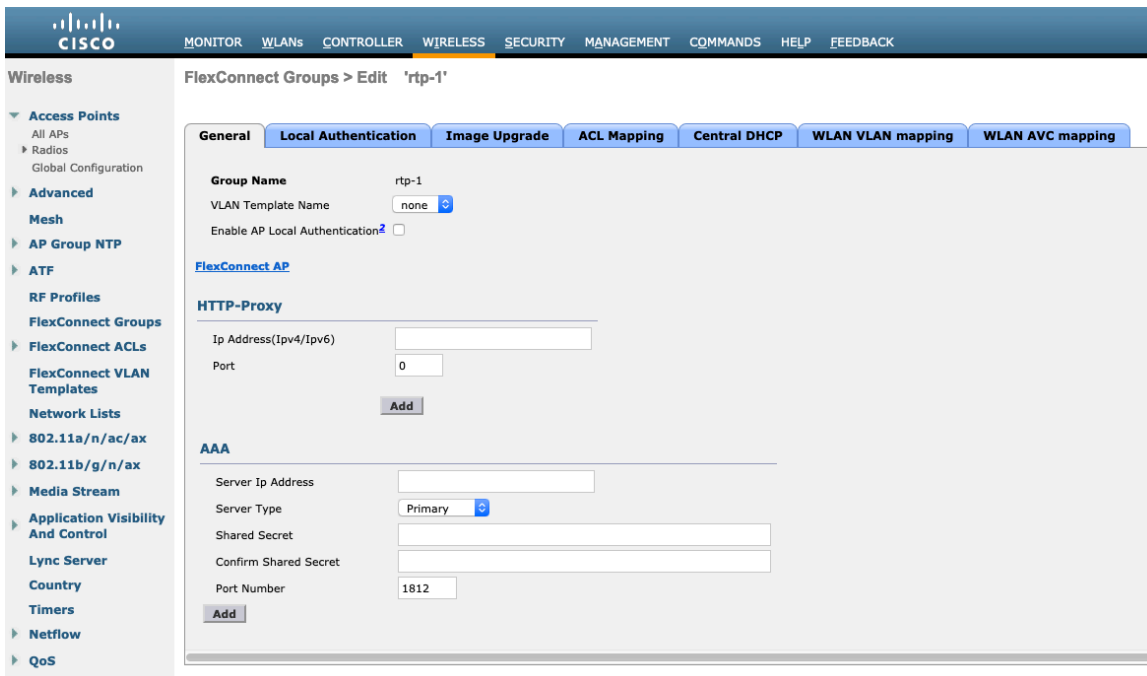 CISCO
MONITOR WLANs CONTROLLER WIRELESS SECURITY MANAGEMENT COMMANDS HELP FEEDBACK
Wireless
Access Points
All APs
Radios
Global Configuration
Advanced
Mesh
AP Group NTP
ATF
RF Profiles
FlexConnect Groups
FlexConnect ACLs
FlexConnect VLAN
Templates
Network Lists
802.11a/n/ac/ax
802.11b/g/n/ax
Media Stream
Application Visibility
And Control
Lync Server
Country
Timers
Netflow
QoS
FlexConnect Groups > Edit 'rtp-1'
General Local Authentication Image Upgrade ACL Mapping Central DHCP WLAN VLAN mapping WLAN AVC mapping
Group Name rtp-1
VLAN Template Name none
Enable AP Local Authentication2
FlexConnect AP
HTTP-Proxy
Ip Address(Ipv4/Ipv6)
Port 0
Add
AAA
Server Ip Address
Server Type Primary
Shared Secret
Confirm Shared Secret
Port Number 1812
Add